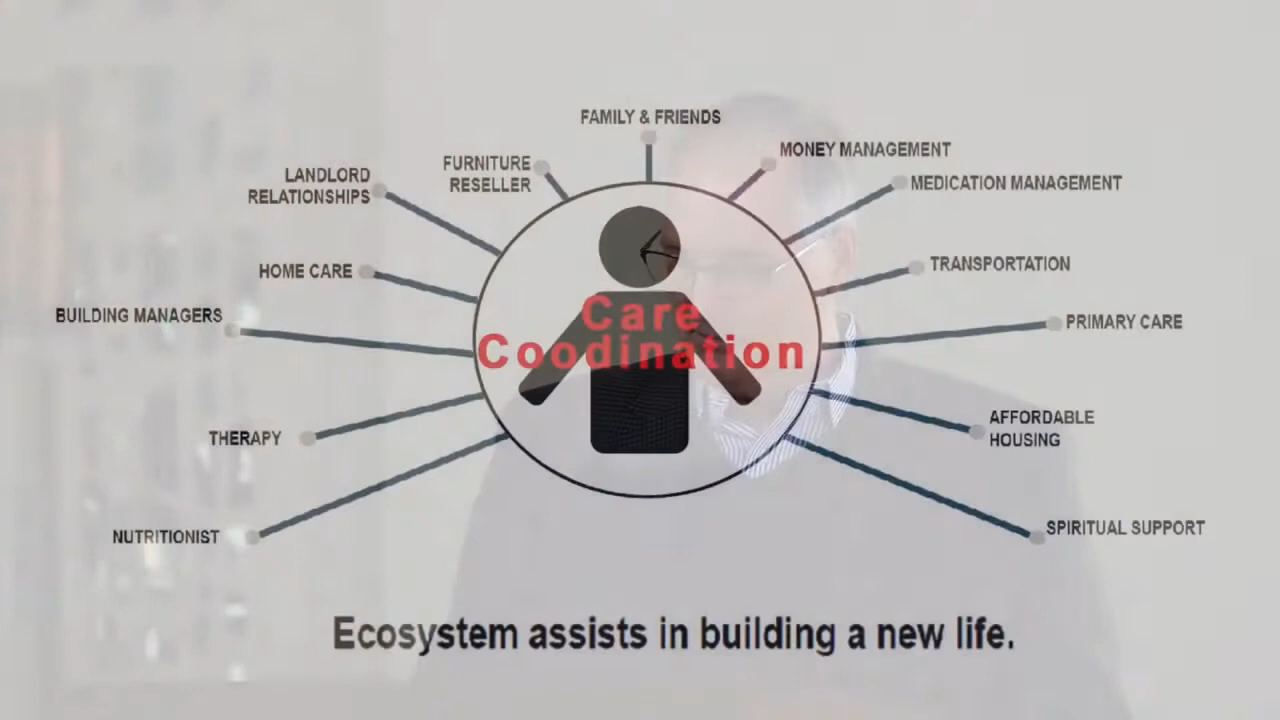 FAMILY & FRIENDS
MONEY MANAGEMENT
FURNITURE
RESELLER
LANDLORD
RELATIONSHIPS
MEDICATION MANAGEMENT
HOME CARE
TRANSPORTATION
BUILDING MANAGERS
PRIMARY CARE
Care
Coodination
THERAPY
AFFORDABLE
HOUSING
NUTRITIONIST
SPIRITUAL SUPPORT
Ecosystem assists in building a new life.